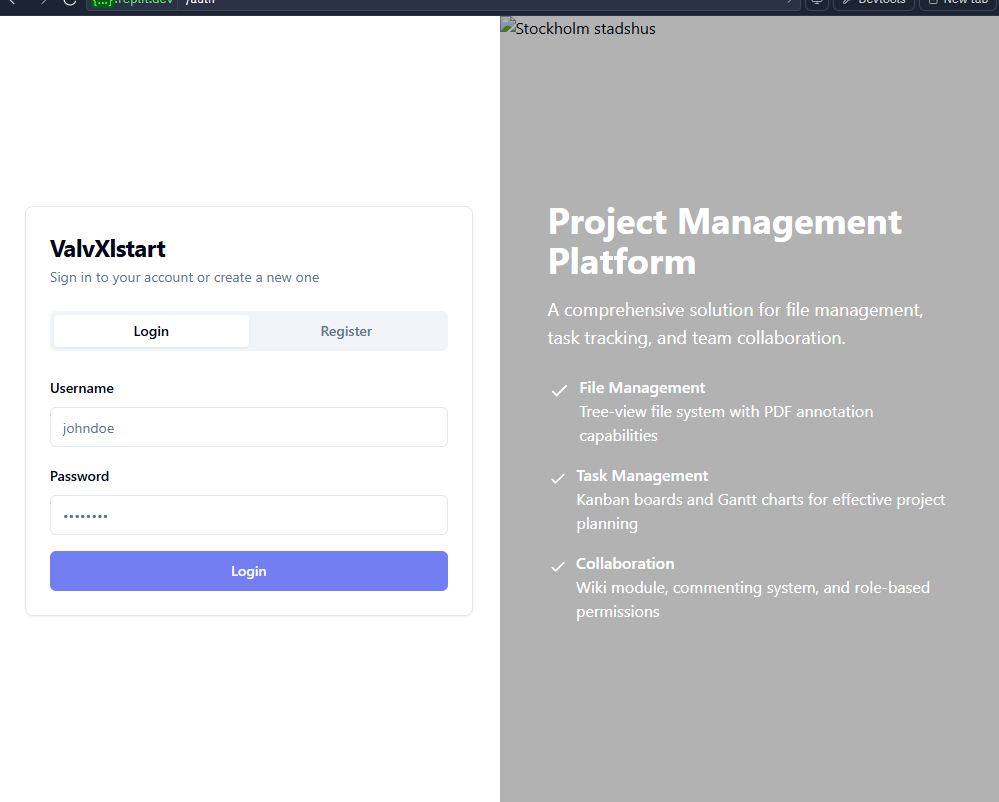 {...}.replit.dev /auth
Devtools
New tab
Stockholm stadshus
ValvXlstart
Sign in to your account or create a new one
Login
Register
Username
johndoe
Password
••••••••
Login
Project Management
Platform
A comprehensive solution for file management,
task tracking, and team collaboration.
File Management
Tree-view file system with PDF annotation
capabilities
Task Management
Kanban boards and Gantt charts for effective project
planning
Collaboration
Wiki module, commenting system, and role-based
permissions